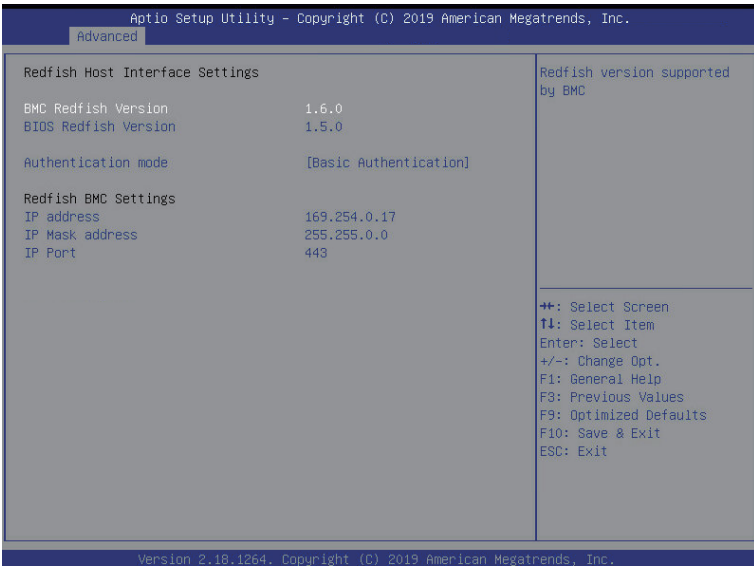 Aptio Setup Utility – Copyright (C) 2019 American Megatrends, Inc.
Advanced
Redfish Host Interface Settings
BMC Redfish Version 1.6.0
BIOS Redfish Version 1.5.0
Authentication mode [Basic Authentication]
Redfish BMC Settings
IP address 169.254.0.17
IP Mask address 255.255.0.0
IP Port 443
Redfish version supported
by BMC
→←: Select Screen
↑↓: Select Item
Enter: Select
+/-: Change Opt.
F1: General Help
F3: Previous Values
F9: Optimized Defaults
F10: Save & Exit
ESC: Exit
Version 2.18.1264. Copyright (C) 2019 American Megatrends, Inc.